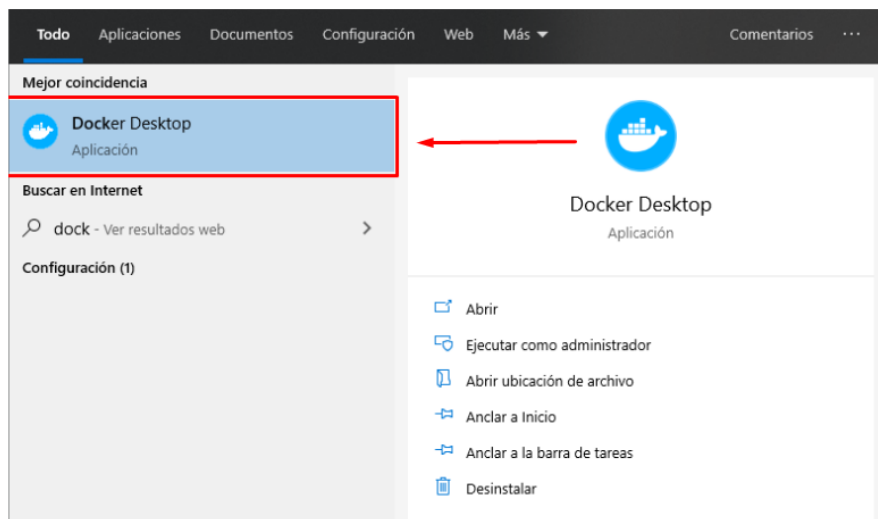 Todo Aplicaciones Documentos Configuración Web Más Comentarios ...
Mejor coincidencia
Docker Desktop
Aplicación
Buscar en Internet
dock - Ver resultados web
Configuración (1)
Docker Desktop
Aplicación
Abrir
Ejecutar como administrador
Abrir ubicación de archivo
Anclar a Inicio
Anclar a la barra de tareas
Desinstalar